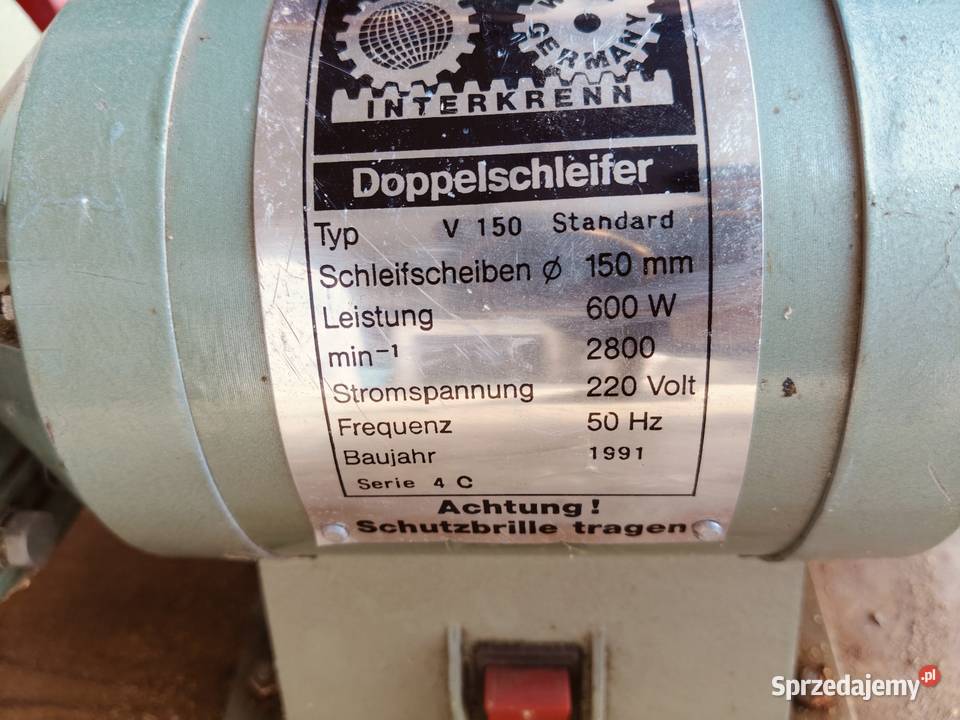 GERMANY
INTERKRENN
Doppelschleifer
Typ V 150 Standard
Schleifscheiben ø 150 mm
Leistung 600 W
min⁻¹ 2800
Stromspannung 220 Volt
Frequenz 50 Hz
Baujahr 1991
Serie 4 C
Achtung!
Schutzbrille tragen
Sprzedajemy.pl